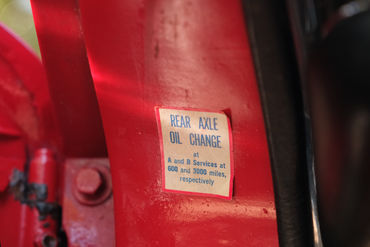 REAR AXLE
OIL CHANGE
at
A and B Services at
600 and 3000 miles,
respectively